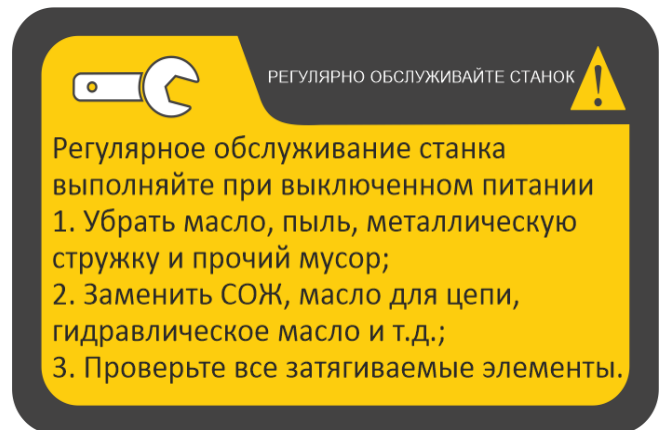 РЕГУЛЯРНО ОБСЛУЖИВАЙТЕ СТАНОК
Регулярное обслуживание станка
выполняйте при выключенном питании
1. Убрать масло, пыль, металлическую
стружку и прочий мусор;
2. Заменить СОЖ, масло для цепи,
гидравлическое масло и т.д.;
3. Проверьте все затягиваемые элементы.